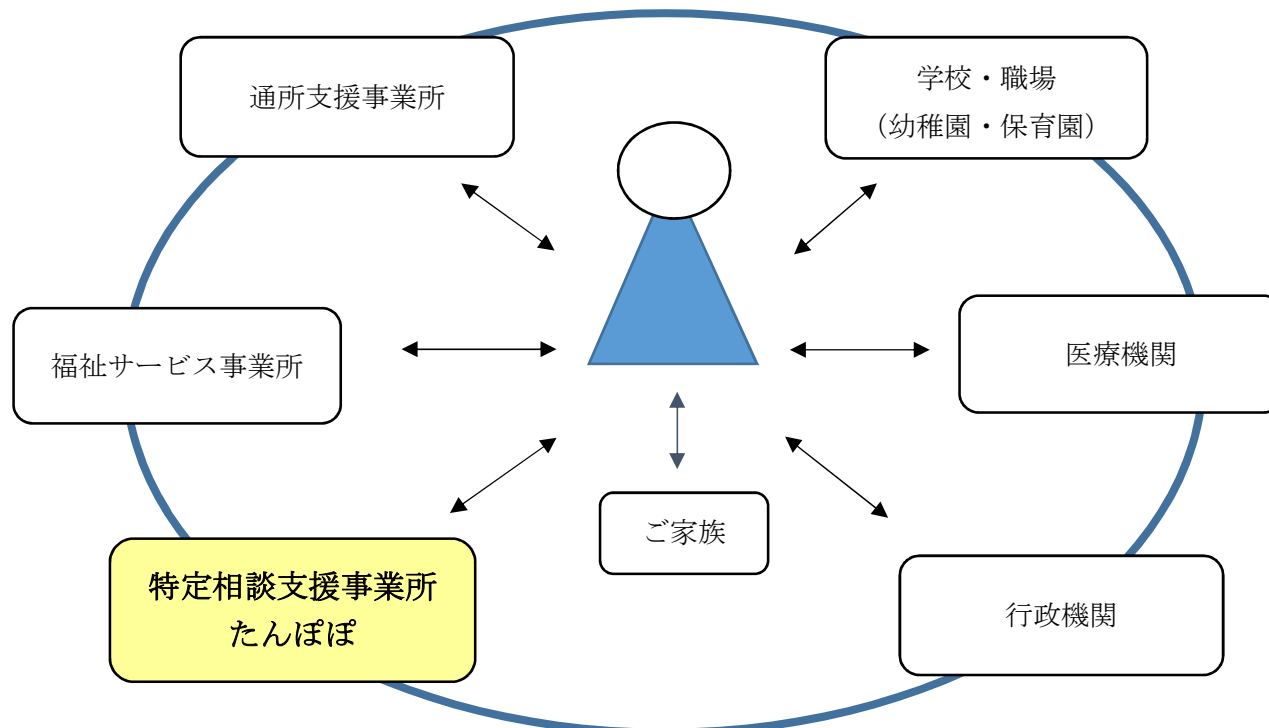 通所支援事業所
学校・職場
（幼稚園・保育園）
福祉サービス事業所
医療機関
ご家族
特定相談支援事業所
たんぽぽ
行政機関